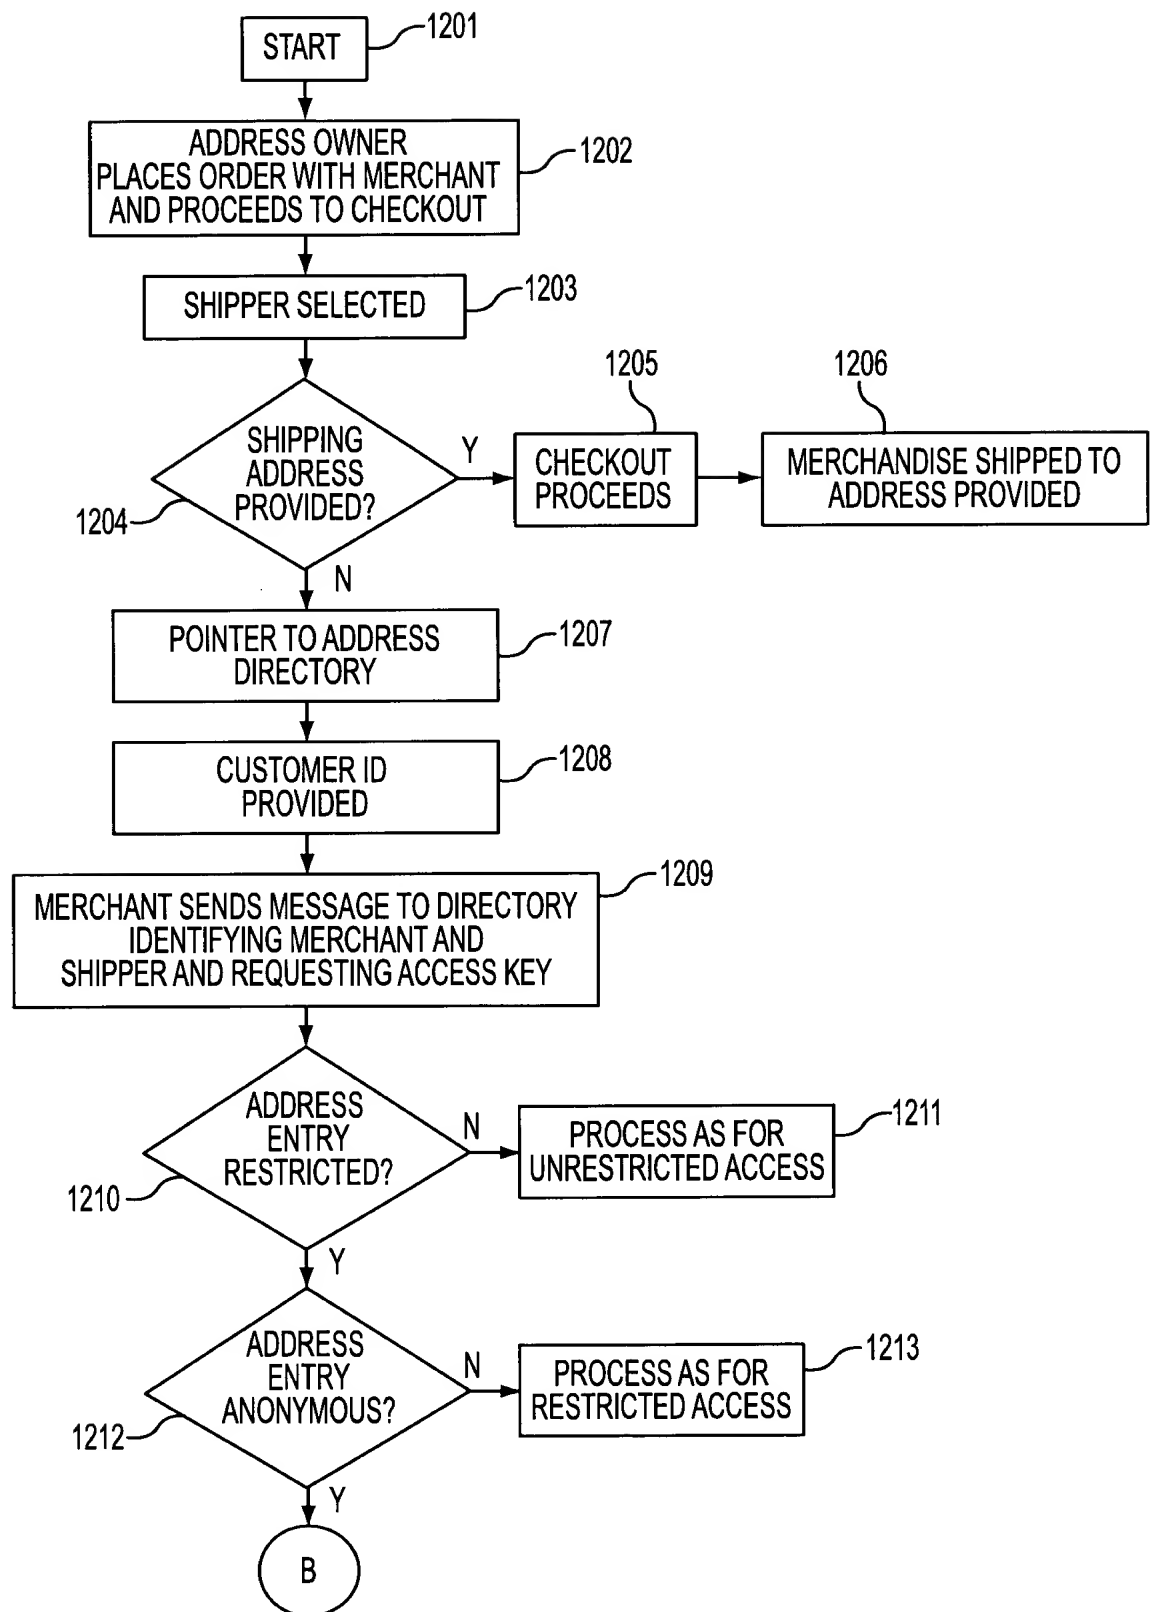 START
1201
ADDRESS OWNER
PLACES ORDER WITH MERCHANT
AND PROCEEDS TO CHECKOUT
1202
SHIPPER SELECTED
1203
SHIPPING
ADDRESS
PROVIDED?
1204
Y
1205
CHECKOUT
PROCEEDS
1206
MERCHANDISE SHIPPED TO
ADDRESS PROVIDED
N
POINTER TO ADDRESS
DIRECTORY
1207
CUSTOMER ID
PROVIDED
1208
MERCHANT SENDS MESSAGE TO DIRECTORY
IDENTIFYING MERCHANT AND
SHIPPER AND REQUESTING ACCESS KEY
1209
ADDRESS
ENTRY
RESTRICTED?
1210
N
PROCESS AS FOR
UNRESTRICTED ACCESS
1211
Y
ADDRESS
ENTRY
ANONYMOUS?
1212
N
PROCESS AS FOR
RESTRICTED ACCESS
1213
Y
B